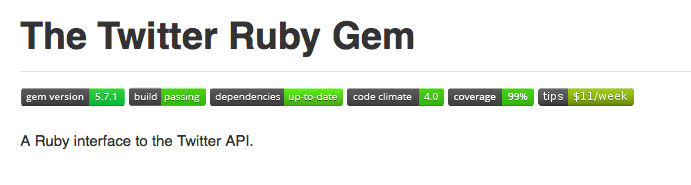 The Twitter Ruby Gem
gem version 5.7.1 build passing dependencies up-to-date code climate 4.0 coverage 99% tips $11/week
A Ruby interface to the Twitter API.